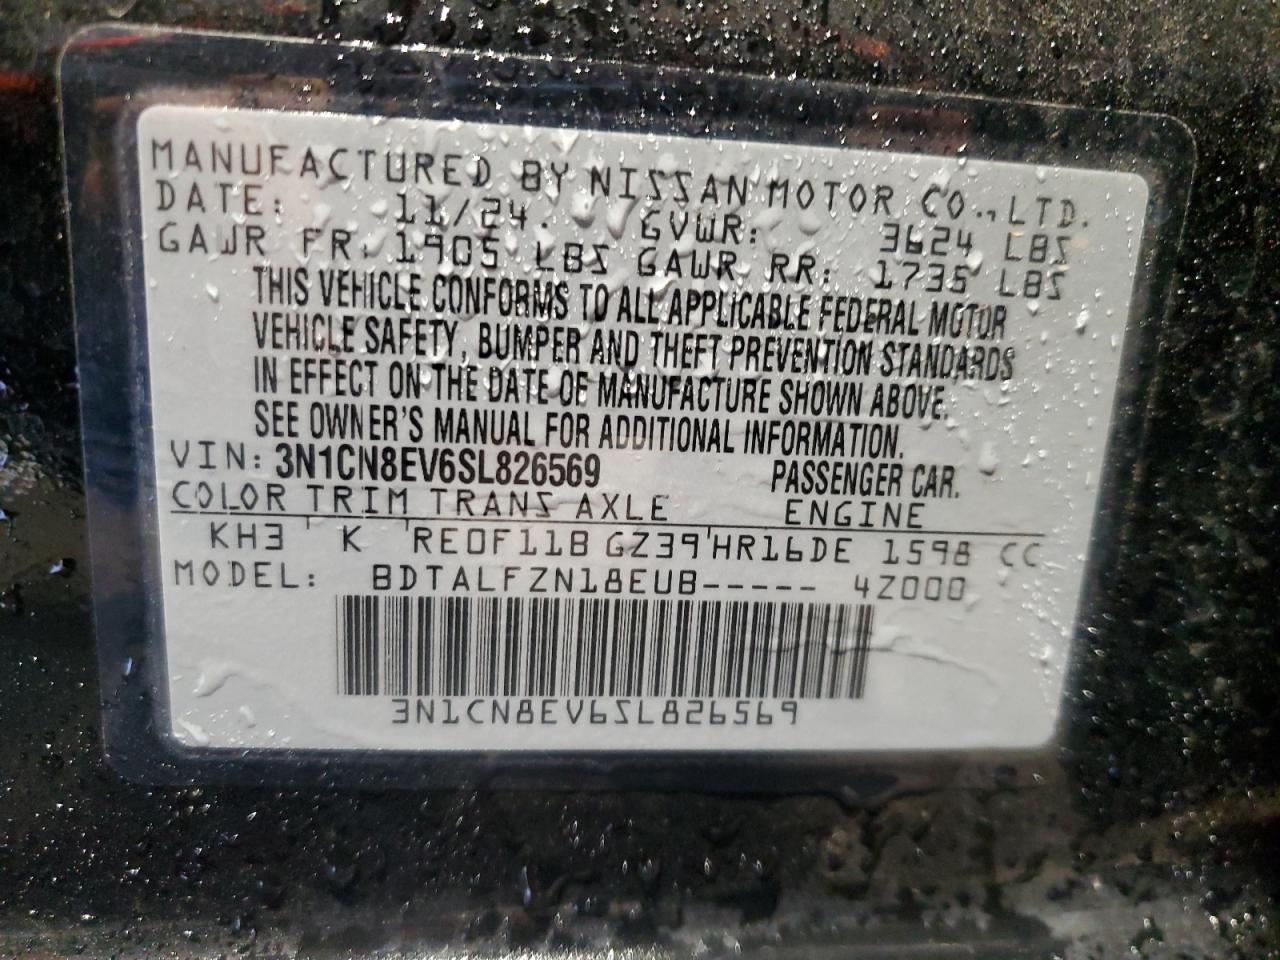 MANUFACTURED BY NISSAN MOTOR CO., LTD.
DATE: 11/24. GVWR: 3624 LBS
GAWR FR. 1905 LBS GAWR RR: 1735 LBS
THIS VEHICLE CONFORMS TO ALL APPLICABLE FEDERAL MOTOR
VEHICLE SAFETY, BUMPER AND THEFT PREVENTION STANDARDS
IN EFFECT ON THE DATE OF MANUFACTURE SHOWN ABOVE.
SEE OWNER'S MANUAL FOR ADDITIONAL INFORMATION.
VIN: 3N1CN8EV6SL826569 PASSENGER CAR.
COLOR TRIM TRANS AXLE ENGINE
KH3 ' K ' RE0F11B GZ39 ' HR16DE 1598 CC
MODEL: BDTALFZN18EUB----- 4Z000
3N1CN8EV6SL826569